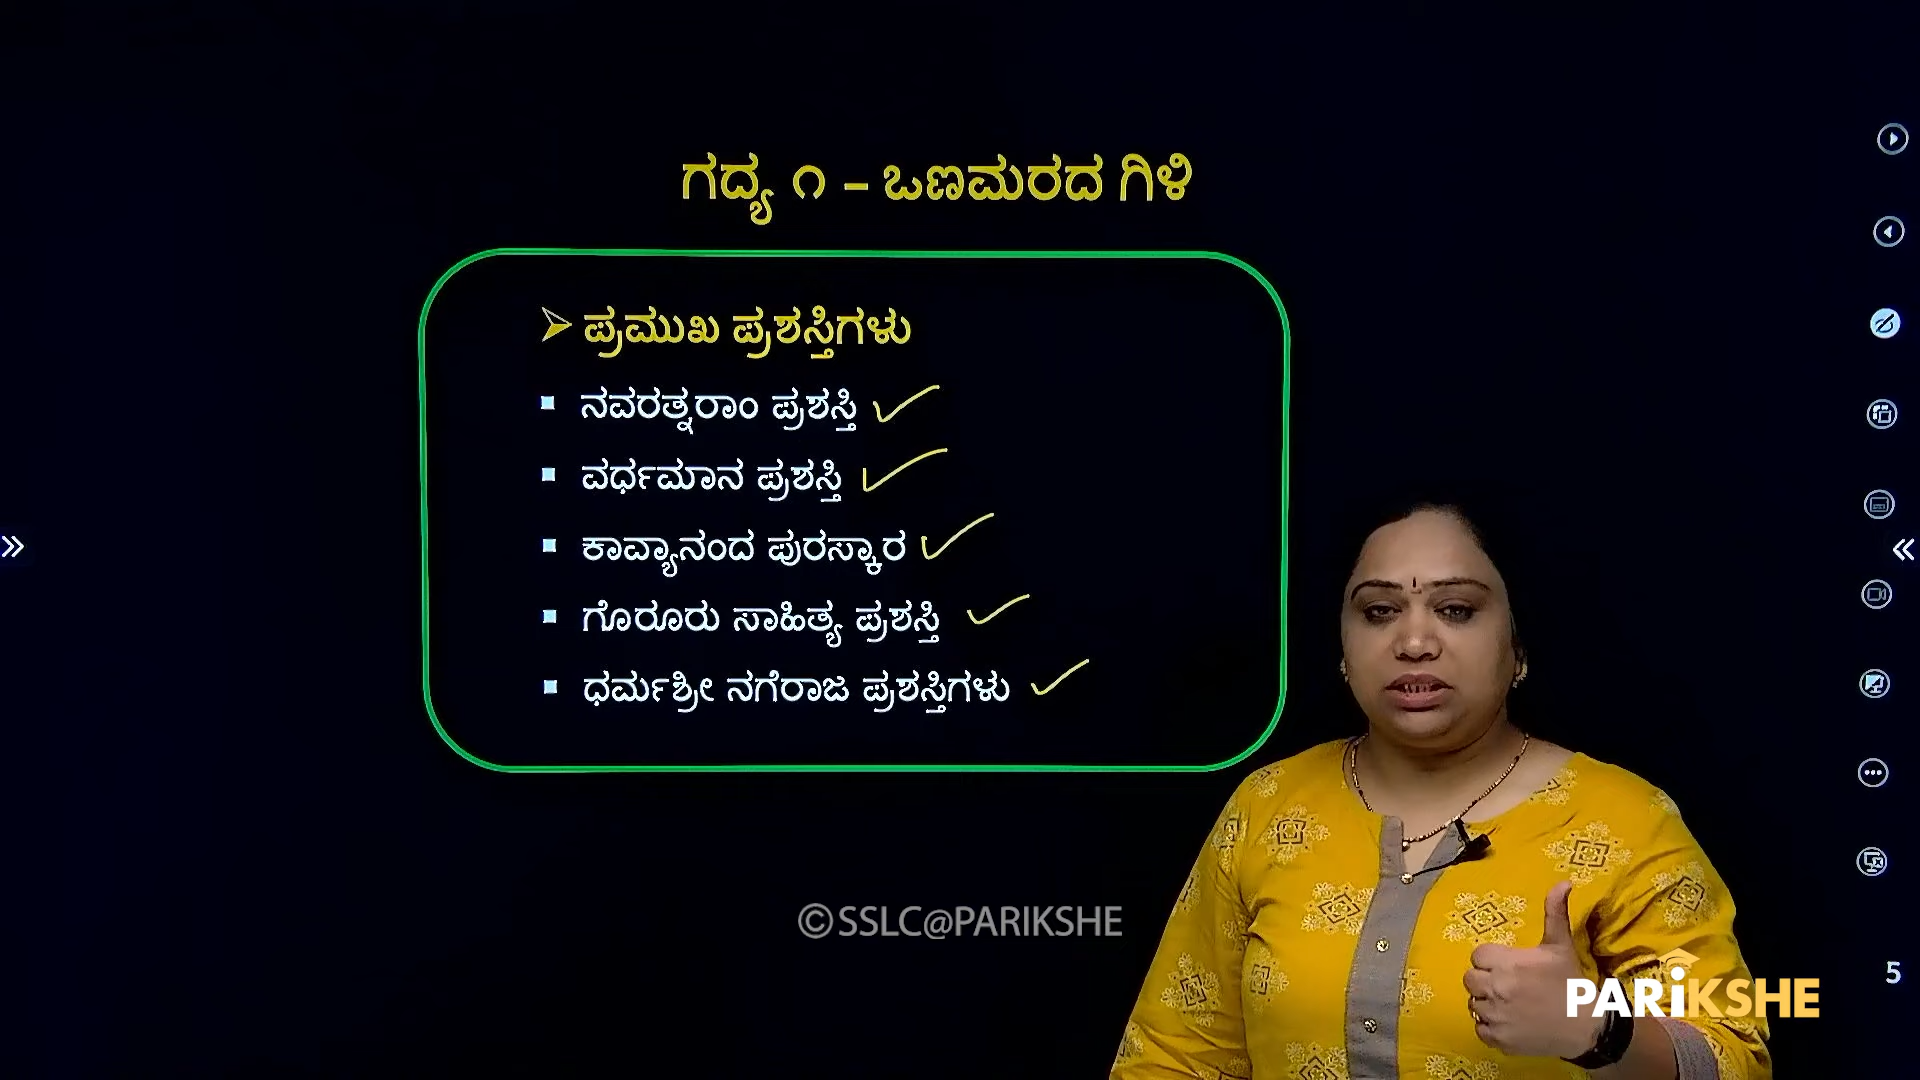 ಗದ್ಯ ೧ – ಒಣಮರದ ಗಿಳಿ
ಪ್ರಮುಖ ಪ್ರಶಸ್ತಿಗಳು
ನವರತ್ನರಾಂ ಪ್ರಶಸ್ತಿ
ವರ್ಧಮಾನ ಪ್ರಶಸ್ತಿ
ಕಾವ್ಯಾನಂದ ಪುರಸ್ಕಾರ
ಗೊರೂರು ಸಾಹಿತ್ಯ ಪ್ರಶಸ್ತಿ
ಧರ್ಮಶ್ರೀ ನಗೆರಾಜ ಪ್ರಶಸ್ತಿಗಳು
©SSLC@PARIKSHE
5
PARIKSHE